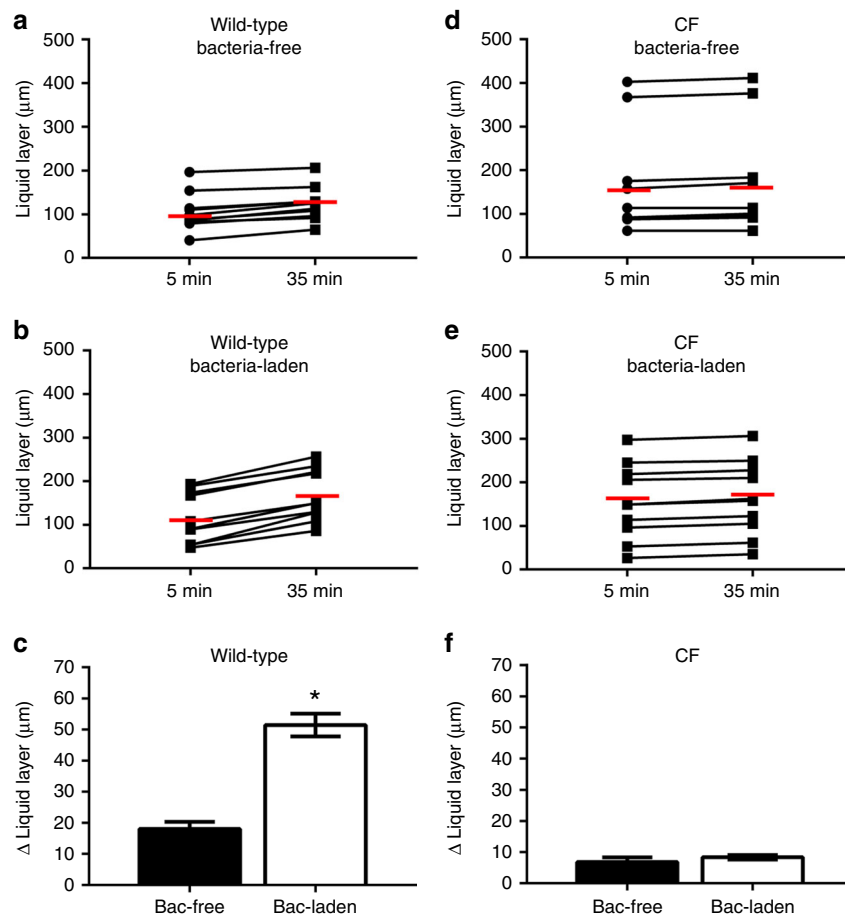 a
Wild-type
bacteria-free
Liquid layer (μm)
500
400
300
200
100
0
5 min
35 min
d
CF
bacteria-free
Liquid layer (μm)
500
400
300
200
100
0
5 min
35 min
b
Wild-type
bacteria-laden
Liquid layer (μm)
500
400
300
200
100
0
5 min
35 min
e
CF
bacteria-laden
Liquid layer (μm)
500
400
300
200
100
0
5 min
35 min
c
Wild-type
Δ Liquid layer (μm)
70
60
50
40
30
20
10
0
*
Bac-free
Bac-laden
f
CF
Δ Liquid layer (μm)
70
60
50
40
30
20
10
0
Bac-free
Bac-laden